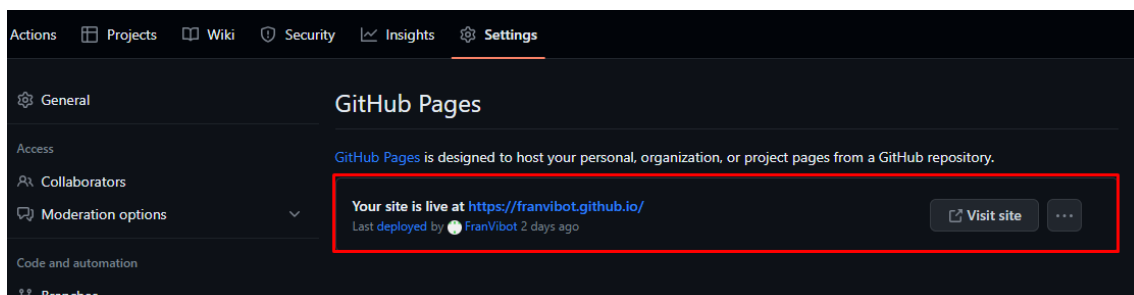 Actions Projects Wiki Security Insights Settings
General
Access
Collaborators
Moderation options
Code and automation
Branches
GitHub Pages
GitHub Pages is designed to host your personal, organization, or project pages from a GitHub repository.
Your site is live at https://franvibot.github.io/
Last deployed by FranVibot 2 days ago
Visit site